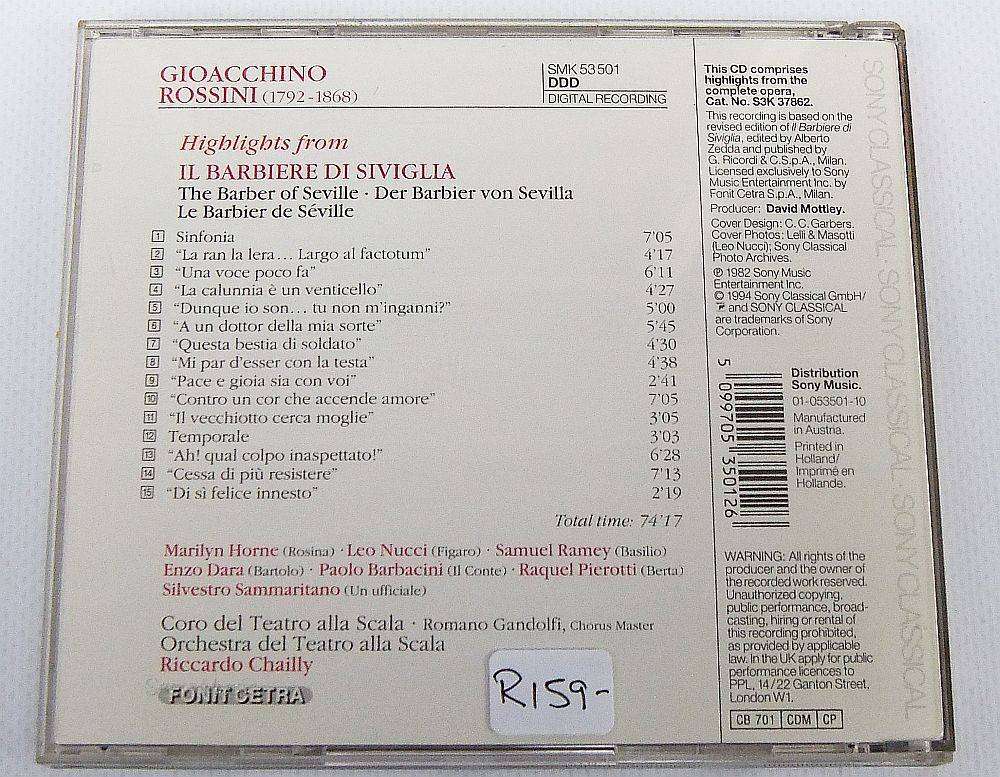 GIOACCHINO
ROSSINI (1792-1868)
SMK 53501
DDD
DIGITAL RECORDING
Highlights from
IL BARBIERE DI SIVIGLIA
The Barber of Seville · Der Barbier von Sevilla
Le Barbier de Séville
1 Sinfonia 7'05
2 "La ran la lera... Largo al factotum" 4'17
3 "Una voce poco fa" 6'11
4 "La calunnia è un venticello" 4'27
5 "Dunque io son... tu non m'inganni?" 5'00
6 "A un dottor della mia sorte" 5'45
7 "Questa bestia di soldato" 4'30
8 "Mi par d'esser con la testa" 4'38
9 "Pace e gioia sia con voi" 2'41
10 "Contro un cor che accende amore" 7'05
11 "Il vecchiotto cerca moglie" 3'05
12 Temporale 3'03
13 "Ah! qual colpo inaspettato!" 6'28
14 "Cessa di più resistere" 7'13
15 "Di sì felice innesto" 2'19
Total time: 74'17
Marilyn Horne (Rosina) · Leo Nucci (Figaro) · Samuel Ramey (Basilio)
Enzo Dara (Bartolo) · Paolo Barbacini (Il Conte) · Raquel Pierotti (Berta)
Silvestro Sammaritano (Un ufficiale)
Coro del Teatro alla Scala · Romano Gandolfi, Chorus Master
Orchestra del Teatro alla Scala
Riccardo Chailly
FONIT CETRA
R159-
This CD comprises
highlights from the
complete opera,
Cat. No. S3K 37862.
This recording is based on the
revised edition of Il Barbiere di
Siviglia, edited by Alberto
Zedda and published by
G. Ricordi & C.S.p.A., Milan.
Licensed exclusively to Sony
Music Entertainment Inc. by
Fonit Cetra S.p.A., Milan.
Producer: David Mottley.
Cover Design: C. C. Garbers.
Cover Photos: Lelli & Masotti
(Leo Nucci); Sony Classical
Photo Archives.
℗ 1982 Sony Music
Entertainment Inc.
© 1994 Sony Classical GmbH/
and SONY CLASSICAL
are trademarks of Sony
Corporation.
5 099705 350126
Distribution
Sony Music.
01-053501-10
Manufactured
in Austria.
Printed in
Holland/
Imprimé en
Hollande.
WARNING: All rights of the
producer and the owner of
the recorded work reserved.
Unauthorized copying,
public performance, broad-
casting, hiring or rental of
this recording prohibited,
as provided by applicable
law. In the UK apply for public
performance licences to
PPL, 14/22 Ganton Street,
London W1.
CB 701 CDM CP
SONY CLASSICAL · SONY CLASSICAL · SONY CLASSICAL · SONY CLASSICAL